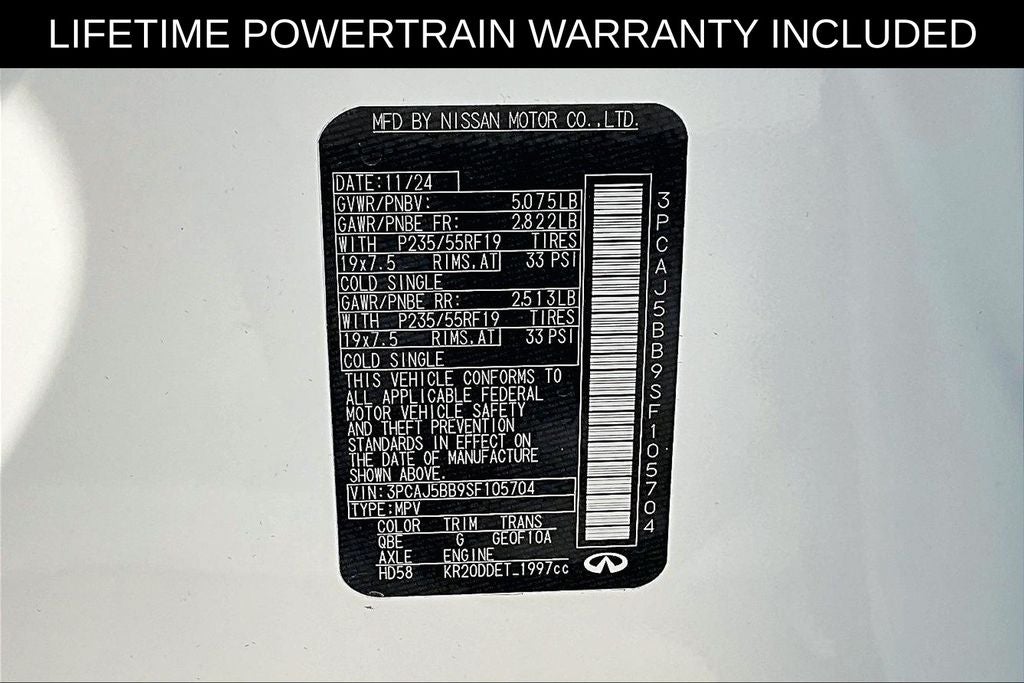 LIFETIME POWERTRAIN WARRANTY INCLUDED
MFD BY NISSAN MOTOR CO.,LTD.
DATE:11/24
GVWR/PNBV: 5,075LB
GAWR/PNBE FR: 2,822LB
WITH P235/55RF19 TIRES
19x7.5 RIMS,AT 33 PSI
COLD SINGLE
GAWR/PNBE RR: 2,513LB
WITH P235/55RF19 TIRES
19x7.5 RIMS,AT 33 PSI
COLD SINGLE
THIS VEHICLE CONFORMS TO
ALL APPLICABLE FEDERAL
MOTOR VEHICLE SAFETY
AND THEFT PREVENTION
STANDARDS IN EFFECT ON
THE DATE OF MANUFACTURE
SHOWN ABOVE.
VIN:3PCAJ5BB9SF105704
TYPE:MPV
COLOR TRIM TRANS
QBE G GE0F10A
AXLE ENGINE
HD58 KR20DDET_1997cc
3PCAJ5BB9SF105704